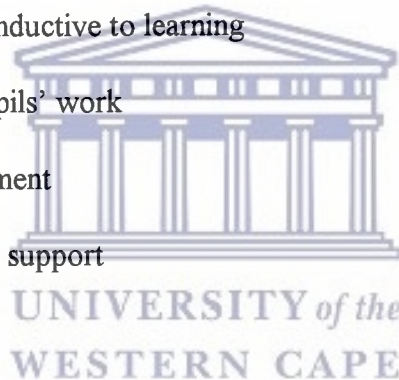 nductive to learning
pils' work
ment
support
UNIVERSITY of the
WESTERN CAPE